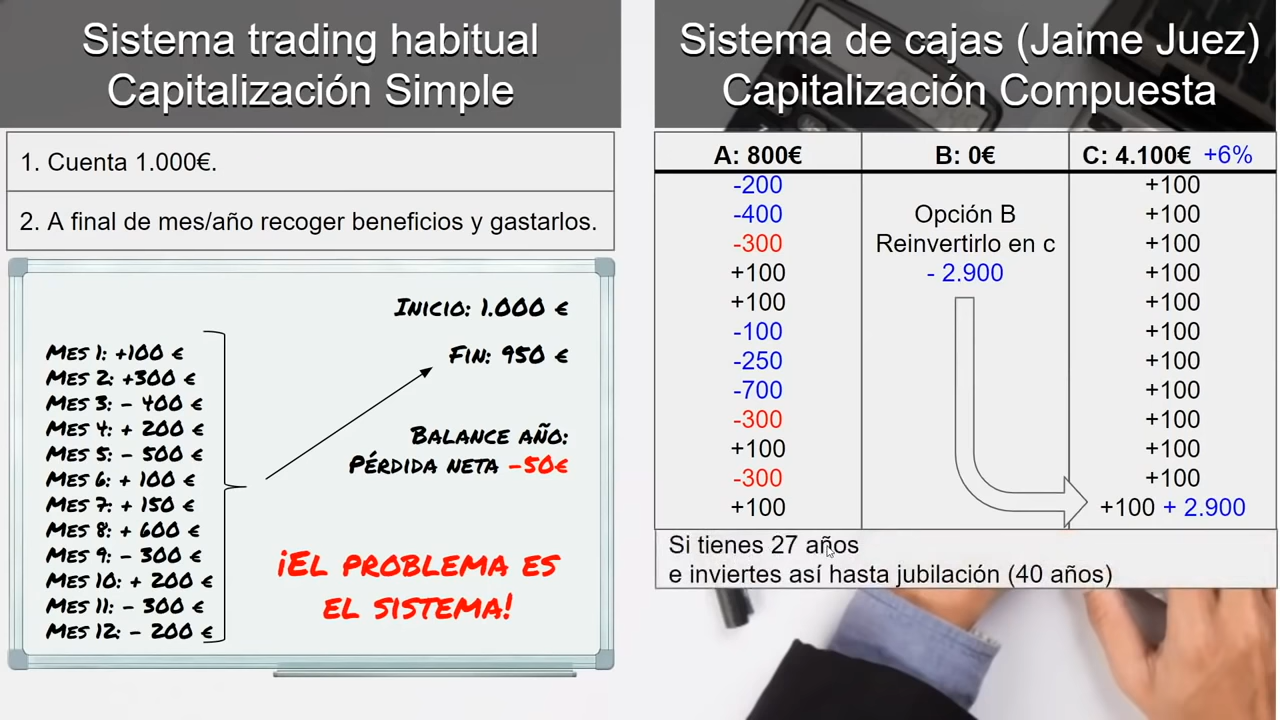 Sistema trading habitual
Capitalización Simple
1. Cuenta 1.000€.
2. A final de mes/año recoger beneficios y gastarlos.
Inicio: 1.000 €
Fin: 950 €
Mes 1: +100 €
Mes 2: +300 €
Mes 3: - 400 €
Mes 4: + 200 €
Mes 5: - 500 €
Mes 6: + 100 €
Mes 7: + 150 €
Mes 8: + 600 €
Mes 9: - 300 €
Mes 10: + 200 €
Mes 11: - 300 €
Mes 12: - 200 €
Balance año:
Pérdida neta -50€
¡El problema es
el sistema!
Sistema de cajas (Jaime Juez)
Capitalización Compuesta
A: 800€ B: 0€ C: 4.100€ +6%
-200 +100
-400 Opción B +100
-300 Reinvertirlo en c +100
+100 - 2.900 +100
+100 +100
-100 +100
-250 +100
-700 +100
-300 +100
+100 +100
-300 +100
+100 +100 + 2.900
Si tienes 27 años
e inviertes así hasta jubilación (40 años)